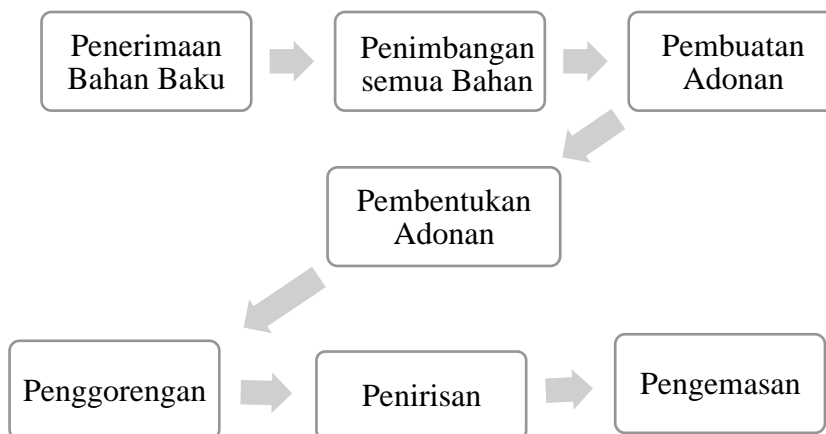 Penerimaan
Bahan Baku
Penimbangan
semua Bahan
Pembuatan
Adonan
Pembentukan
Adonan
Penggorengan
Penirisan
Pengemasan